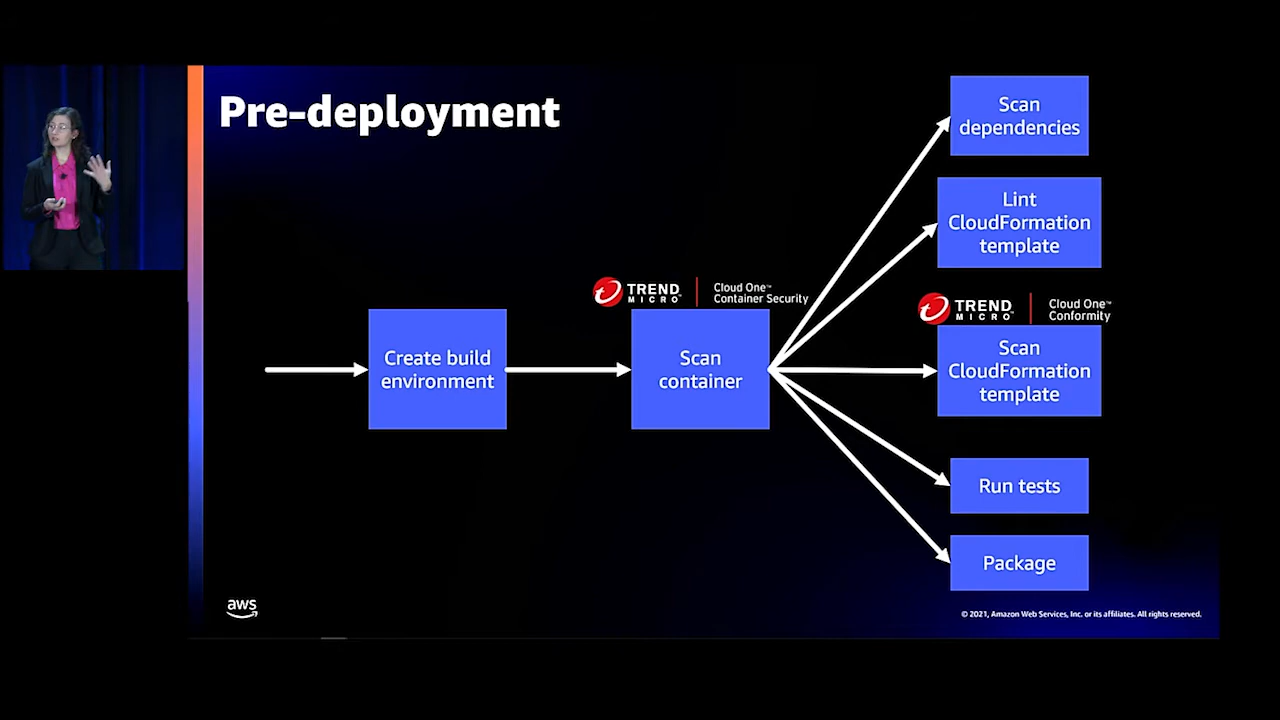 Pre-deployment
Scan
dependencies
Lint
CloudFormation
template
TREND
MICRO™
Cloud One™
Container Security
TREND
MICRO™
Cloud One™
Conformity
Create build
environment
Scan
container
Scan
CloudFormation
template
Run tests
Package
aws
© 2021, Amazon Web Services, Inc. or its affiliates. All rights reserved.